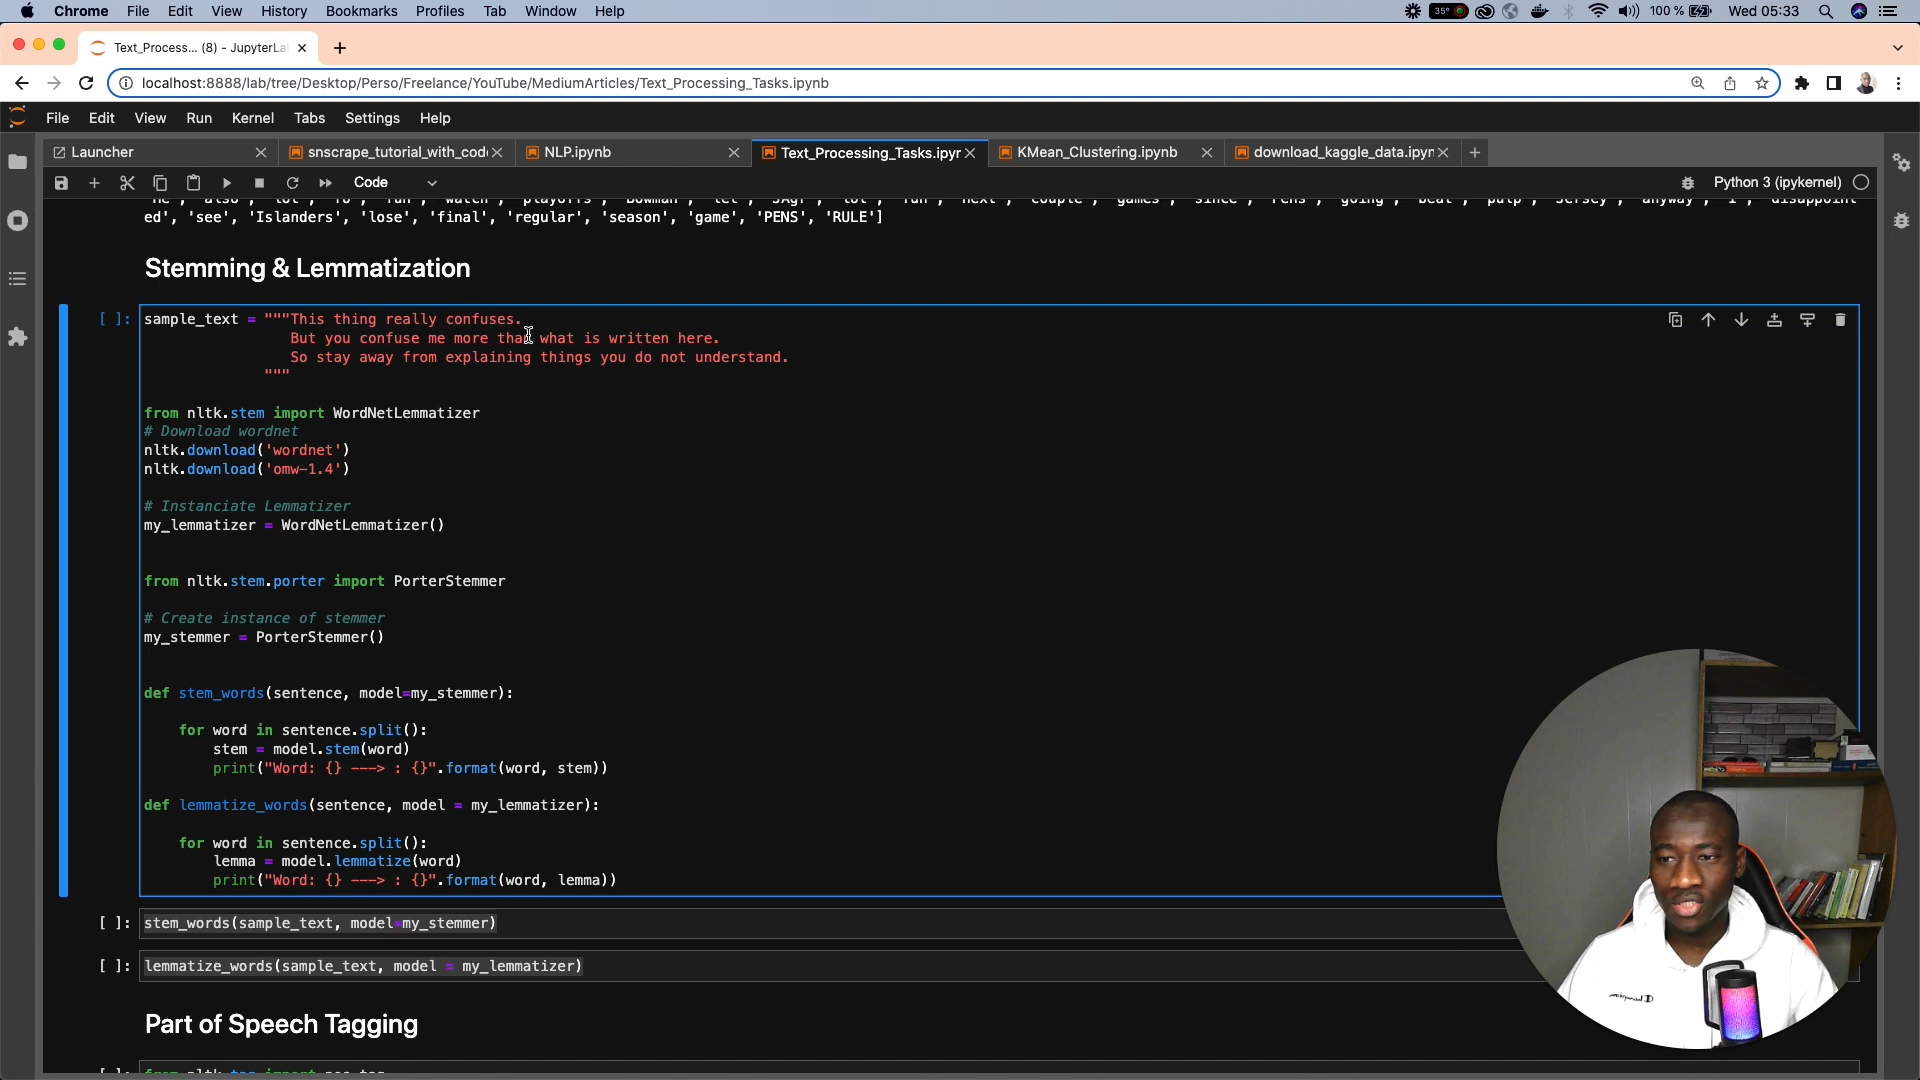 Chrome File Edit View History Bookmarks Profiles Tab Window Help 35° 100 % Wed 05:33
Text_Process... (8) - JupyterLa
localhost:8888/lab/tree/Desktop/Perso/Freelance/YouTube/MediumArticles/Text_Processing_Tasks.ipynb
File Edit View Run Kernel Tabs Settings Help
Launcher snscrape_tutorial_with_code NLP.ipynb Text_Processing_Tasks.ipyn KMean_Clustering.ipynb download_kaggle_data.ipyn
Code Python 3 (ipykernel)
ed', 'see', 'Islanders', 'lose', 'final', 'regular', 'season', 'game', 'PENS', 'RULE']
Stemming & Lemmatization
[ ]: sample_text = """This thing really confuses.
But you confuse me more than what is written here.
So stay away from explaining things you do not understand.
"""
from nltk.stem import WordNetLemmatizer
# Download wordnet
nltk.download('wordnet')
nltk.download('omw-1.4')
# Instanciate Lemmatizer
my_lemmatizer = WordNetLemmatizer()
from nltk.stem.porter import PorterStemmer
# Create instance of stemmer
my_stemmer = PorterStemmer()
def stem_words(sentence, model=my_stemmer):
for word in sentence.split():
stem = model.stem(word)
print("Word: {} ---> : {}".format(word, stem))
def lemmatize_words(sentence, model = my_lemmatizer):
for word in sentence.split():
lemma = model.lemmatize(word)
print("Word: {} ---> : {}".format(word, lemma))
[ ]: stem_words(sample_text, model=my_stemmer)
[ ]: lemmatize_words(sample_text, model = my_lemmatizer)
Part of Speech Tagging